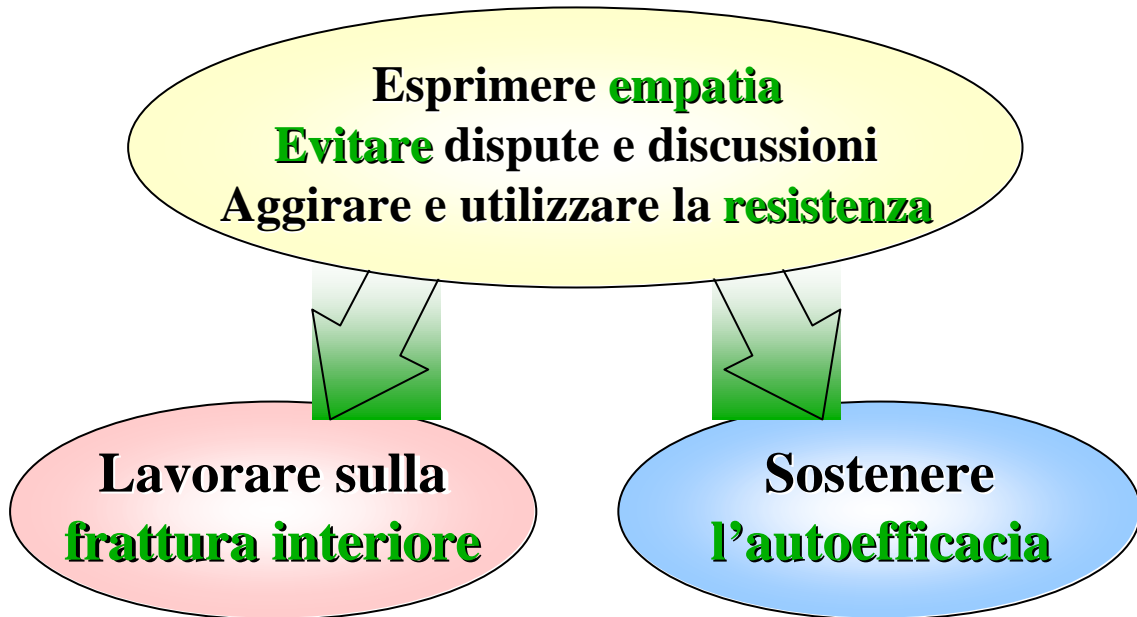 Esprimere empatia
Evitare dispute e discussioni
Aggirare e utilizzare la resistenza
Lavorare sulla
frattura interiore
Sostenere
l’autoefficacia